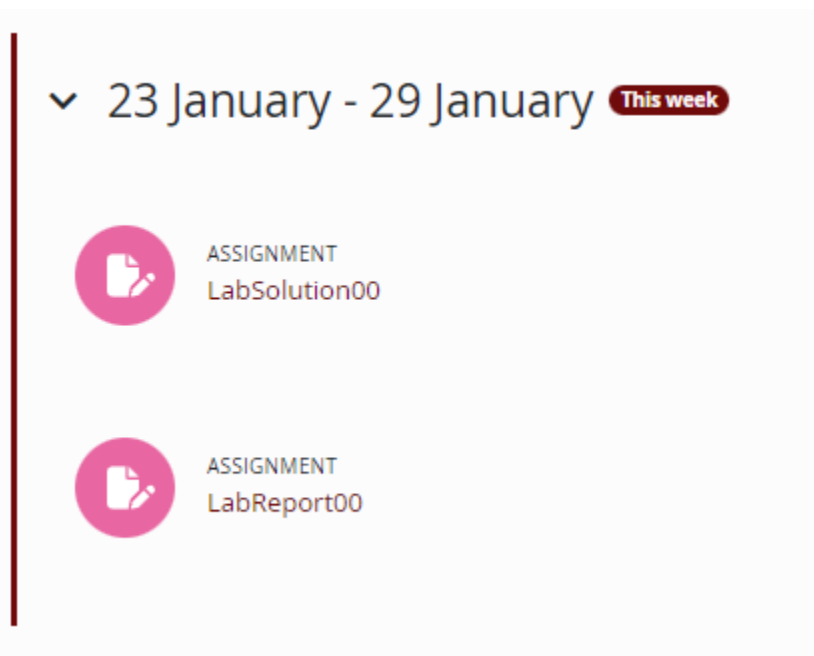 23 January - 29 January This week
ASSIGNMENT
LabSolution00
ASSIGNMENT
LabReport00